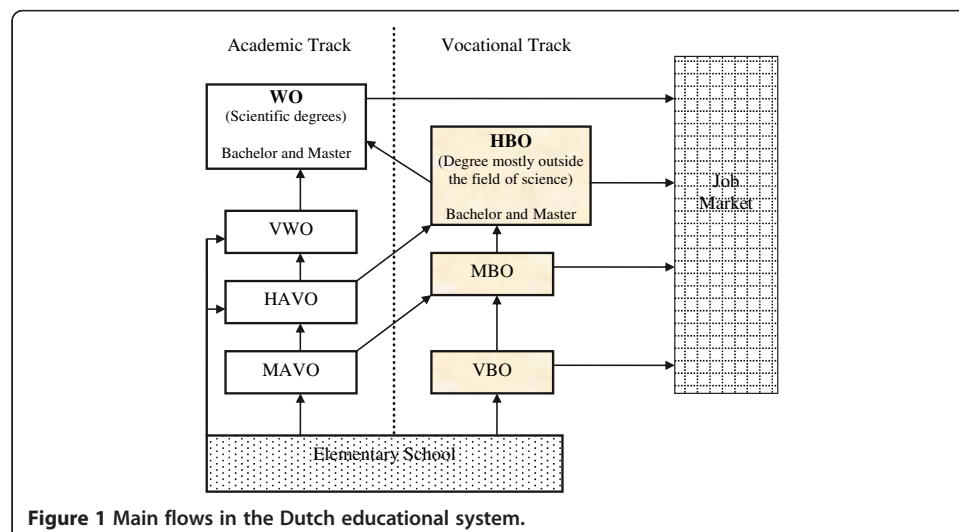 Academic Track
Vocational Track
WO
(Scientific degrees)
Bachelor and Master
HBO
(Degree mostly outside
the field of science)
Bachelor and Master
Job
Market
VWO
MBO
HAVO
MAVO
VBO
Elementary School
Figure 1 Main flows in the Dutch educational system.